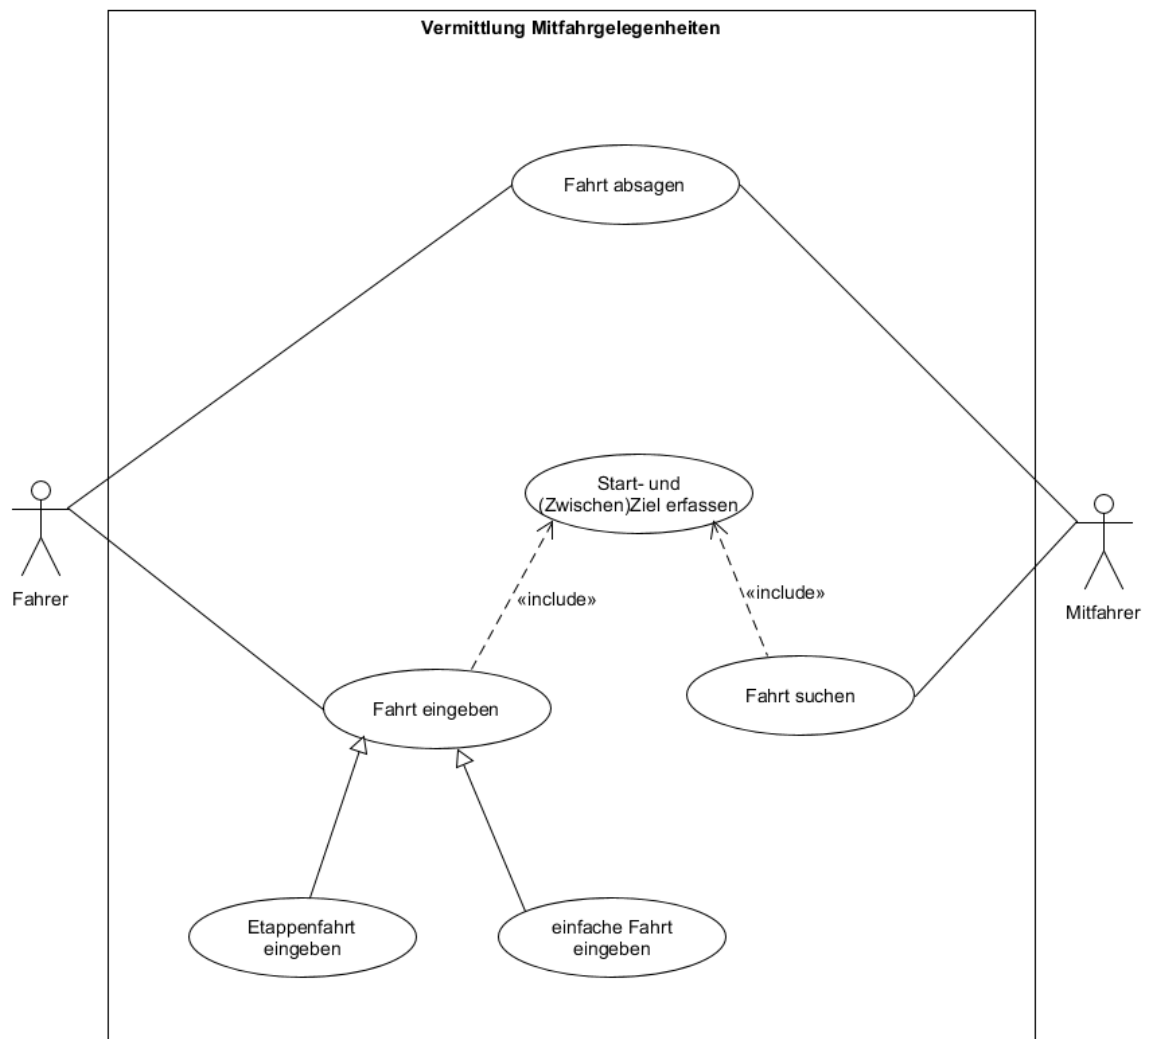 Vermittlung Mitfahrgelegenheiten
Fahrt absagen
Start- und
(Zwischen)Ziel erfassen
«include»
«include»
Fahrer
Mitfahrer
Fahrt eingeben
Fahrt suchen
Etappenfahrt
eingeben
einfache Fahrt
eingeben